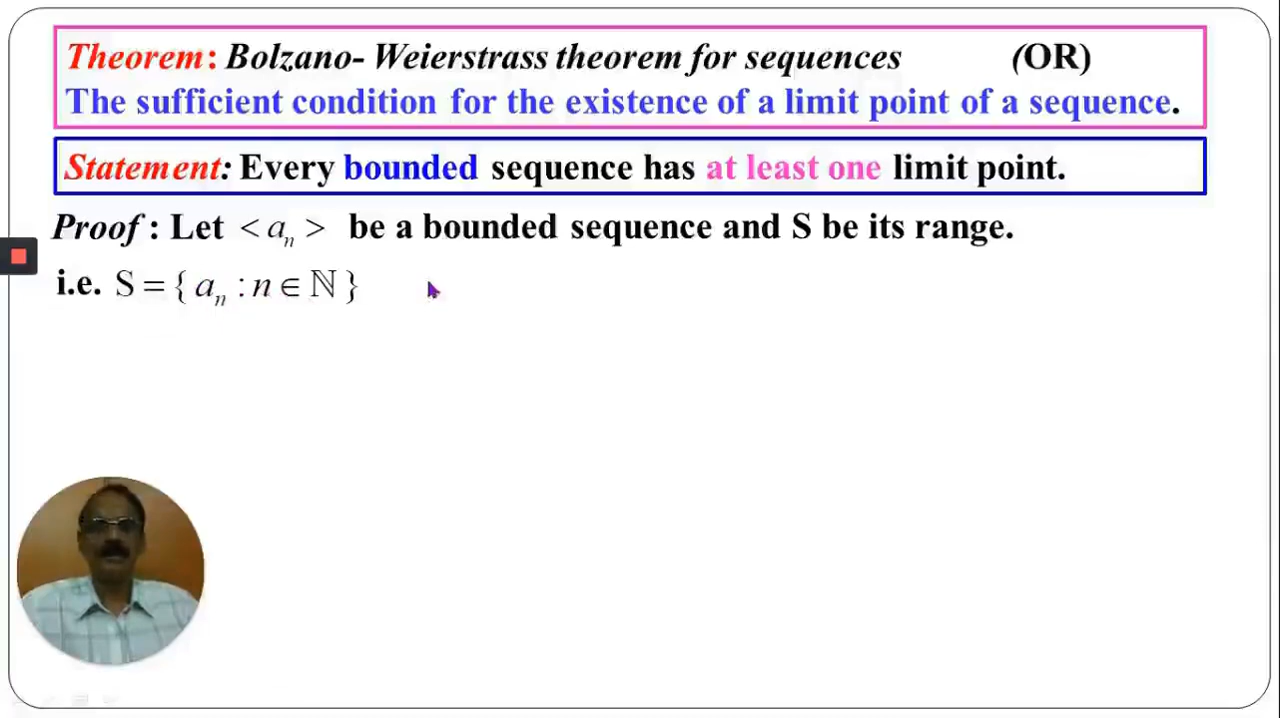 Theorem: Bolzano- Weierstrass theorem for sequences (OR)
The sufficient condition for the existence of a limit point of a sequence.
Statement: Every bounded sequence has at least one limit point.
Proof : Let < aₙ > be a bounded sequence and S be its range.
i.e. S = { aₙ : n ∈ ℕ }